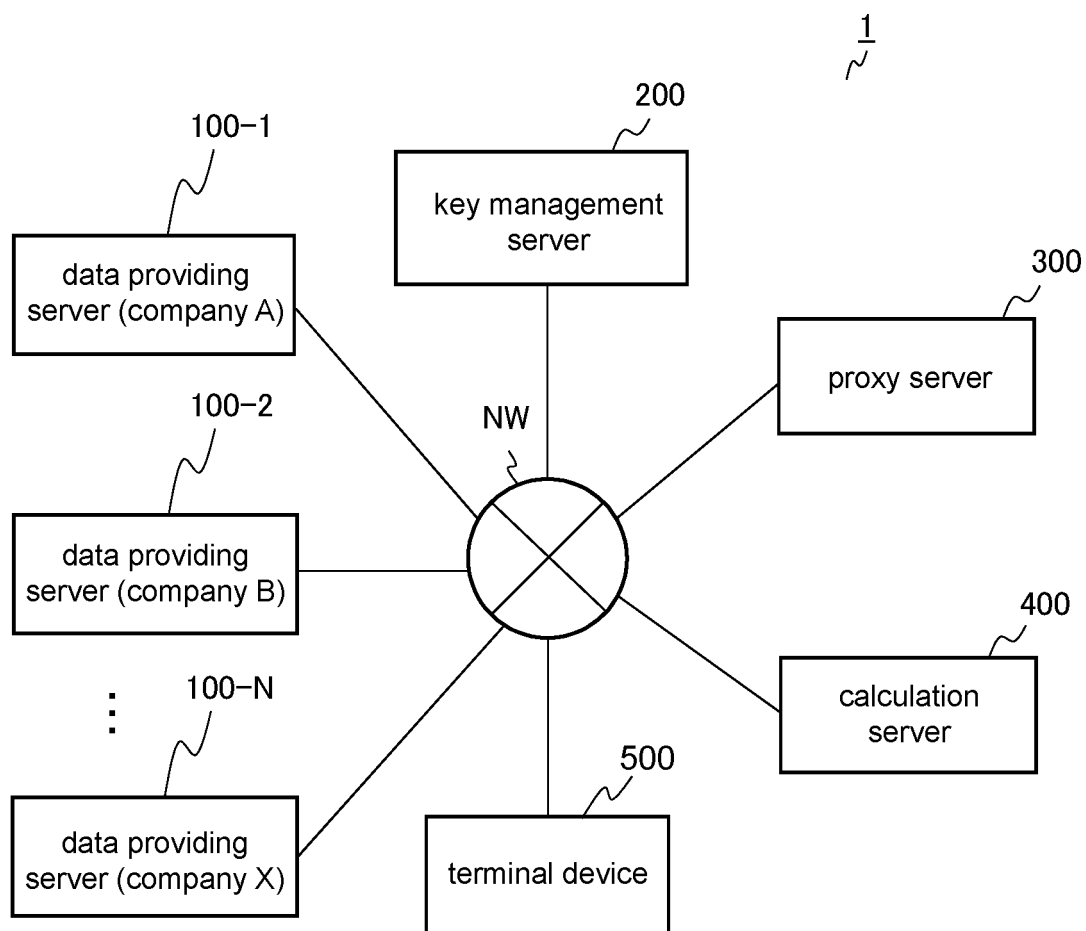 1
200
key management
server
100-1
data providing
server (company A)
300
proxy server
100-2
data providing
server (company B)
NW
400
calculation
server
100-N
⋮
data providing
server (company X)
500
terminal device